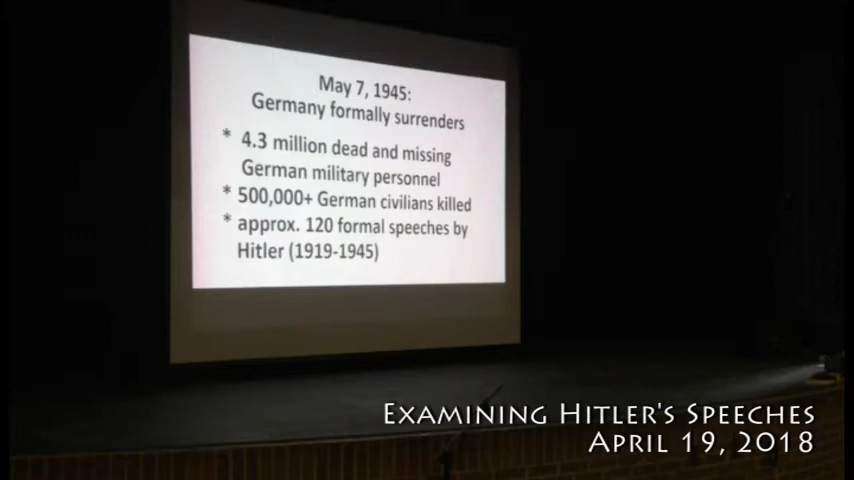 May 7, 1945:
Germany formally surrenders
* 4.3 million dead and missing
German military personnel
* 500,000+ German civilians killed
* approx. 120 formal speeches by
Hitler (1919-1945)
Examining Hitler's Speeches
April 19, 2018